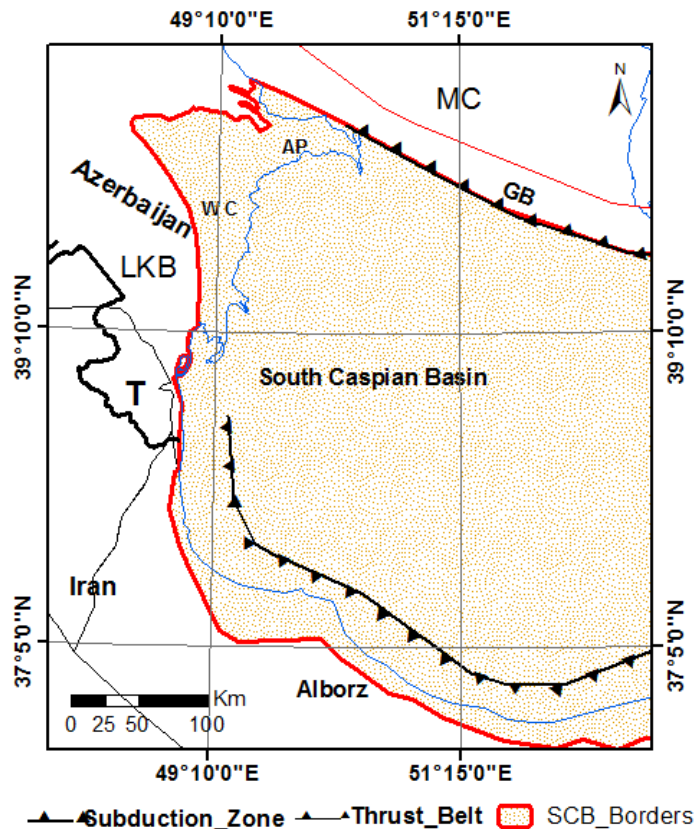 49°10'0"E 51°15'0"E
N
MC
AP
GB
Azerbaijan
WC
LKB
39°10'0"N 39°10'0"N
T
South Caspian Basin
Iran
37°5'0"N 37°5'0"N
Alborz
Km
0 25 50 100
49°10'0"E 51°15'0"E
Subduction_Zone Thrust_Belt SCB_Borders